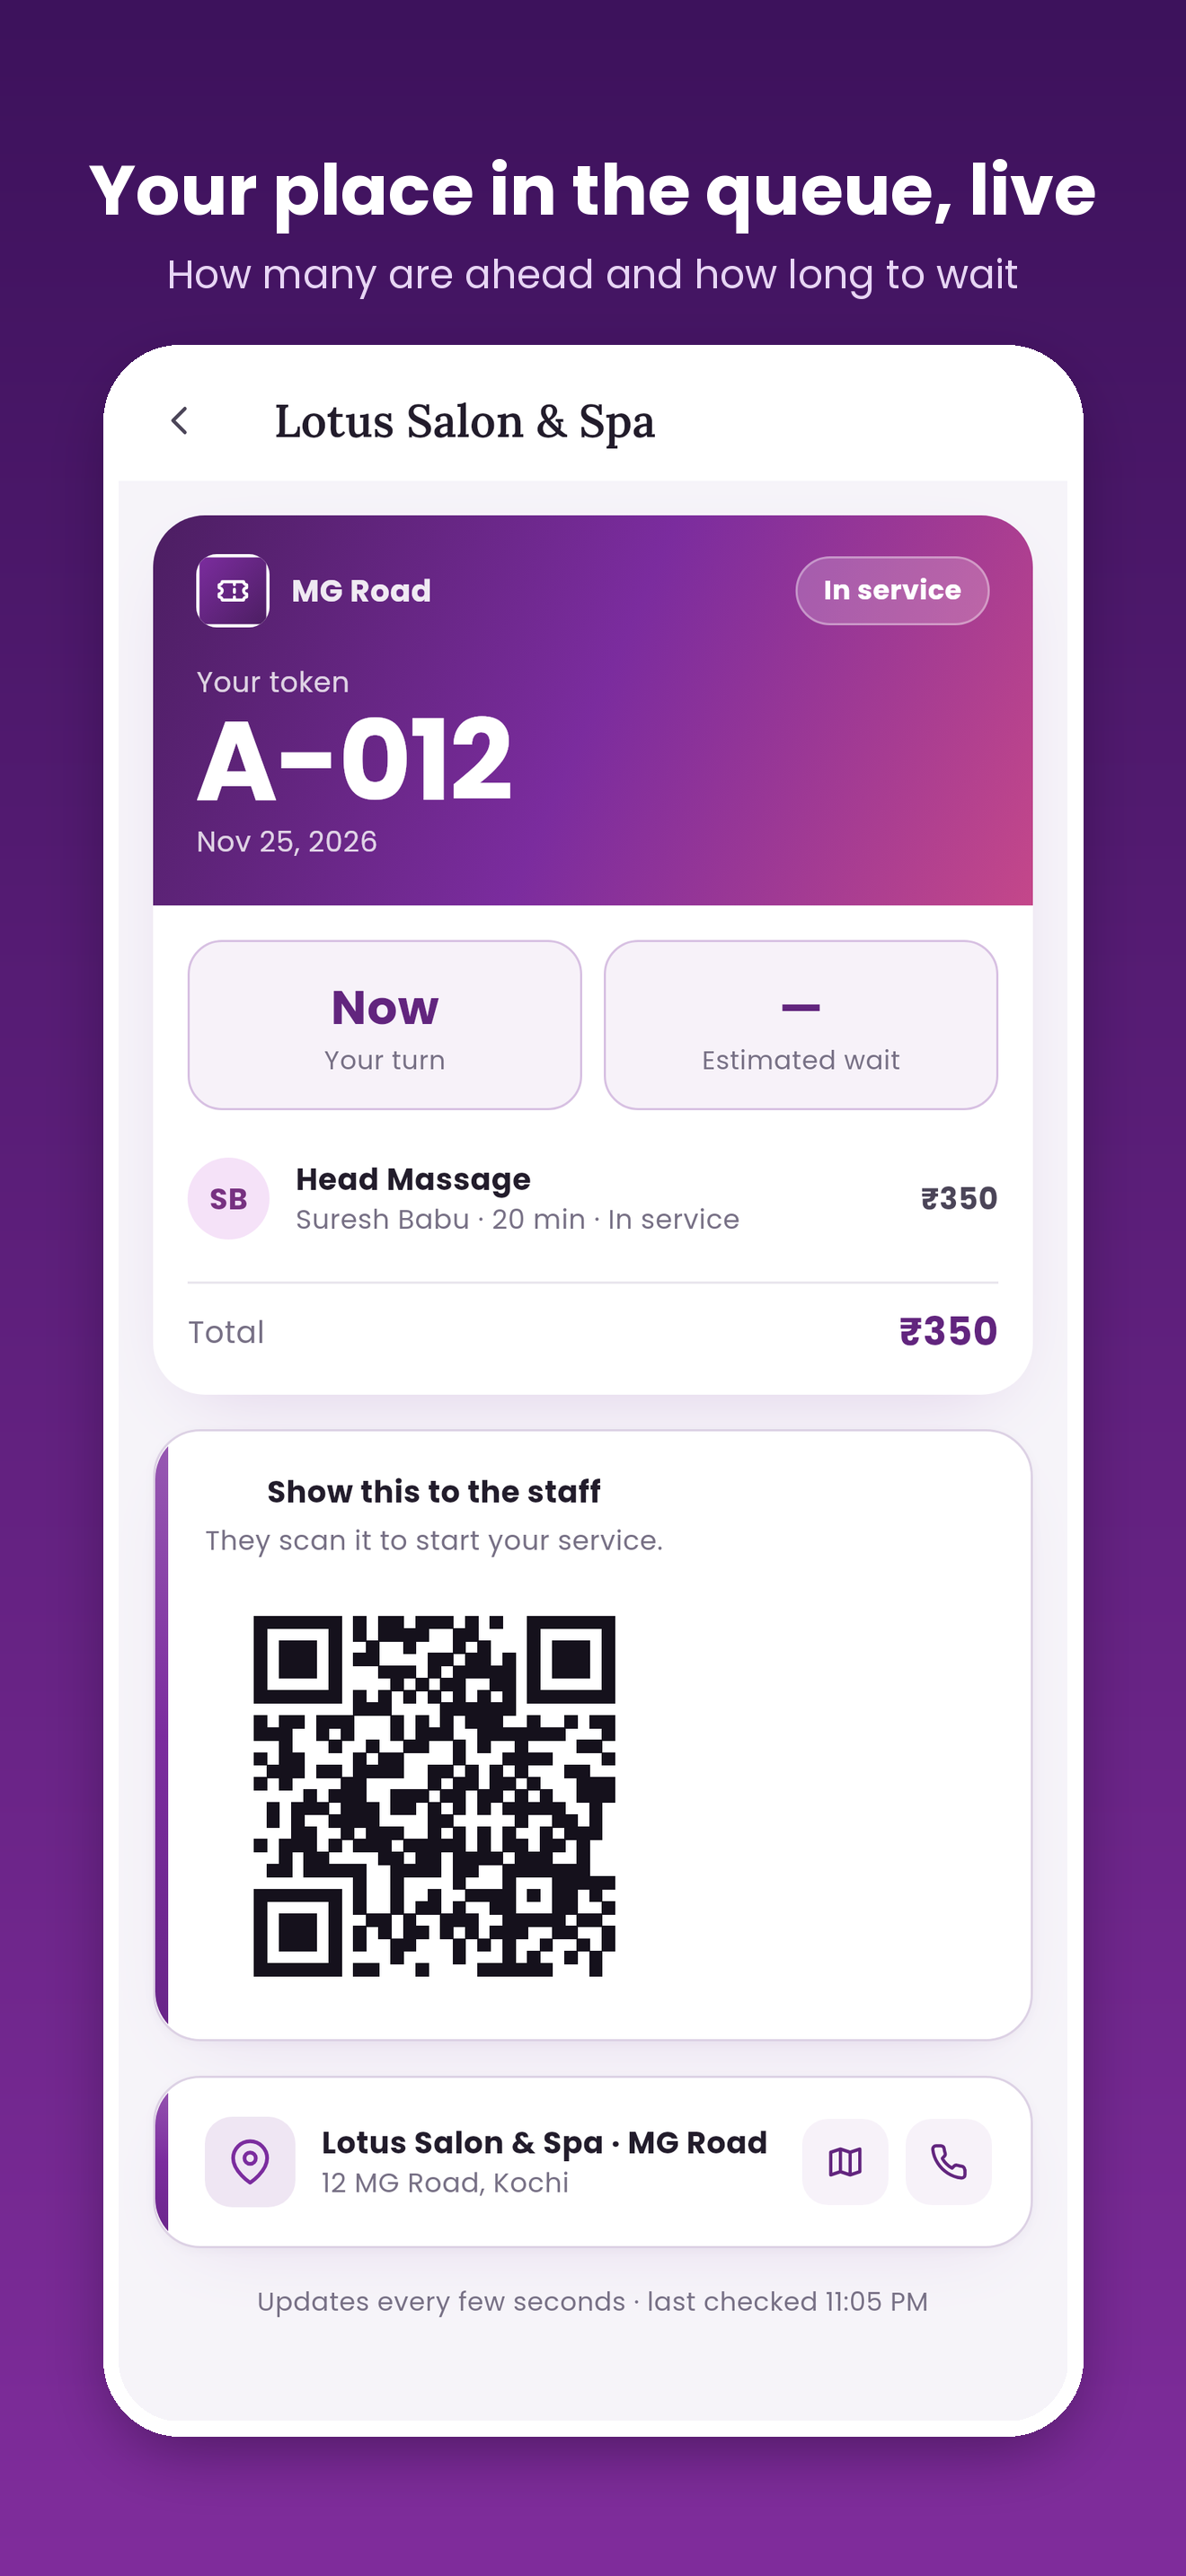 Your place in the queue, live
How many are ahead and how long to wait
Lotus Salon & Spa
MG Road
In service
Your token
A-012
Nov 25, 2026
Now
Your turn
—
Estimated wait
SB
Head Massage
Suresh Babu · 20 min · In service
₹350
Total
₹350
Show this to the staff
They scan it to start your service.
Lotus Salon & Spa · MG Road
12 MG Road, Kochi
Updates every few seconds · last checked 11:05 PM